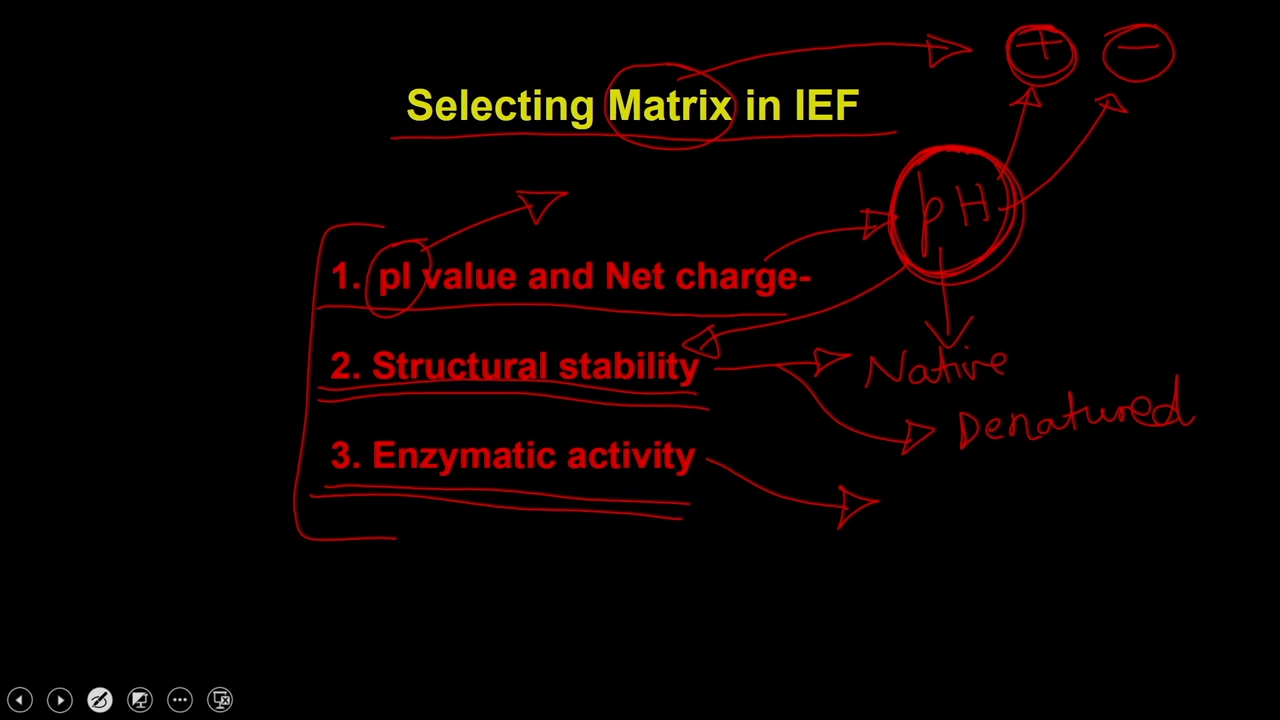 + −
Selecting Matrix in IEF
pH
1. pI value and Net charge-
2. Structural stability
Native
Denatured
3. Enzymatic activity